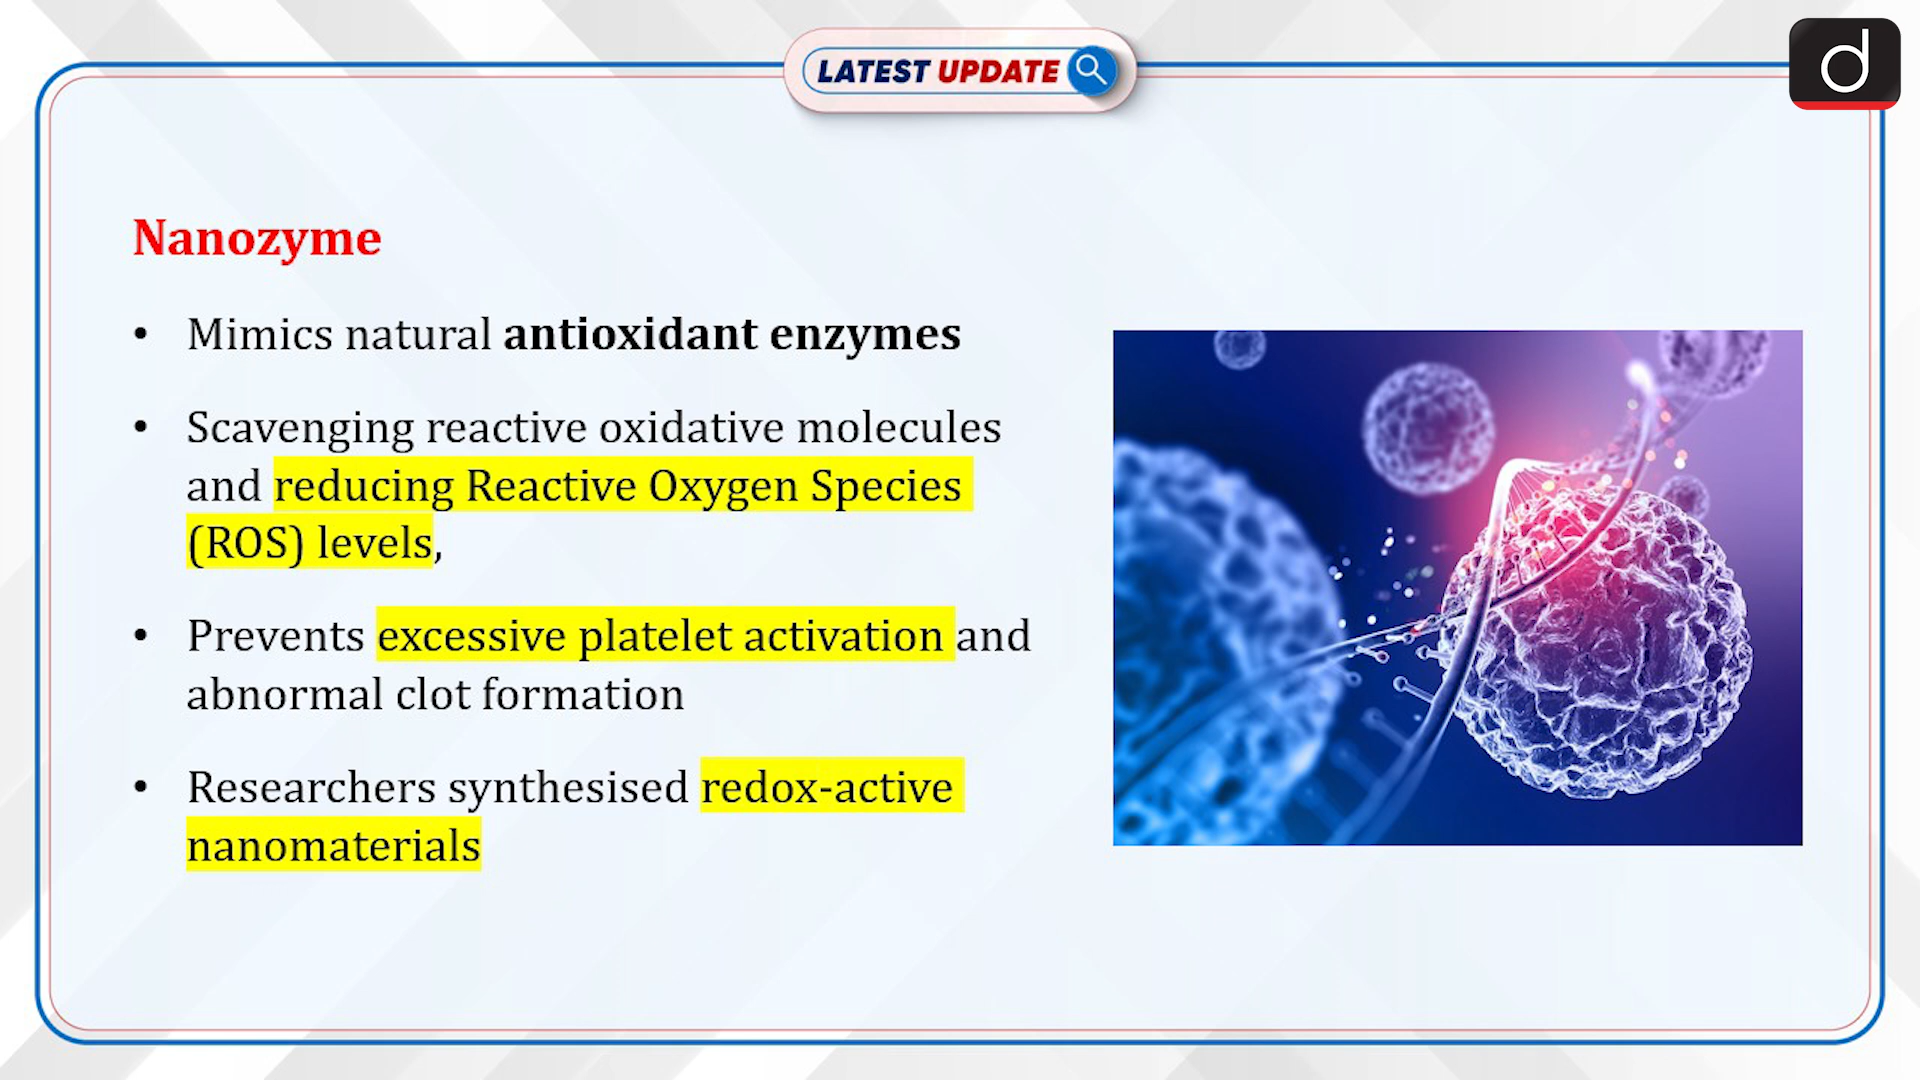 LATEST UPDATE
d
Nanozyme
• Mimics natural antioxidant enzymes
• Scavenging reactive oxidative molecules
and reducing Reactive Oxygen Species
(ROS) levels,
• Prevents excessive platelet activation and
abnormal clot formation
• Researchers synthesised redox-active
nanomaterials